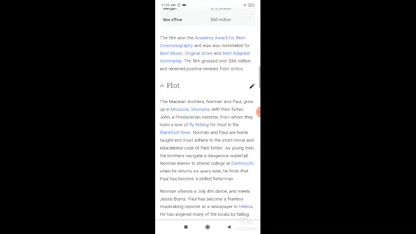 Box office
$66 million
The film won the Academy Award for Best
Cinematography and was also nominated for
Best Music, Original Score and Best Adapted
Screenplay. The film grossed over $66 million
and received positive reviews from critics.
Plot
The Maclean brothers, Norman and Paul, grow
up in Missoula, Montana, with their father,
John, a Presbyterian minister, from whom they
learn a love of fly fishing for trout in the
Blackfoot River. Norman and Paul are home
taught and must adhere to the strict moral and
educational code of their father. As young men,
the brothers navigate a dangerous waterfall.
Norman leaves to attend college at Dartmouth;
when he returns six years later, he finds that
Paul has become a skilled fisherman.
Norman attends a July 4th dance, and meets
Jessie Burns. Paul has become a fearless
muckraking reporter at a newspaper in Helena.
He has angered many of the locals by falling